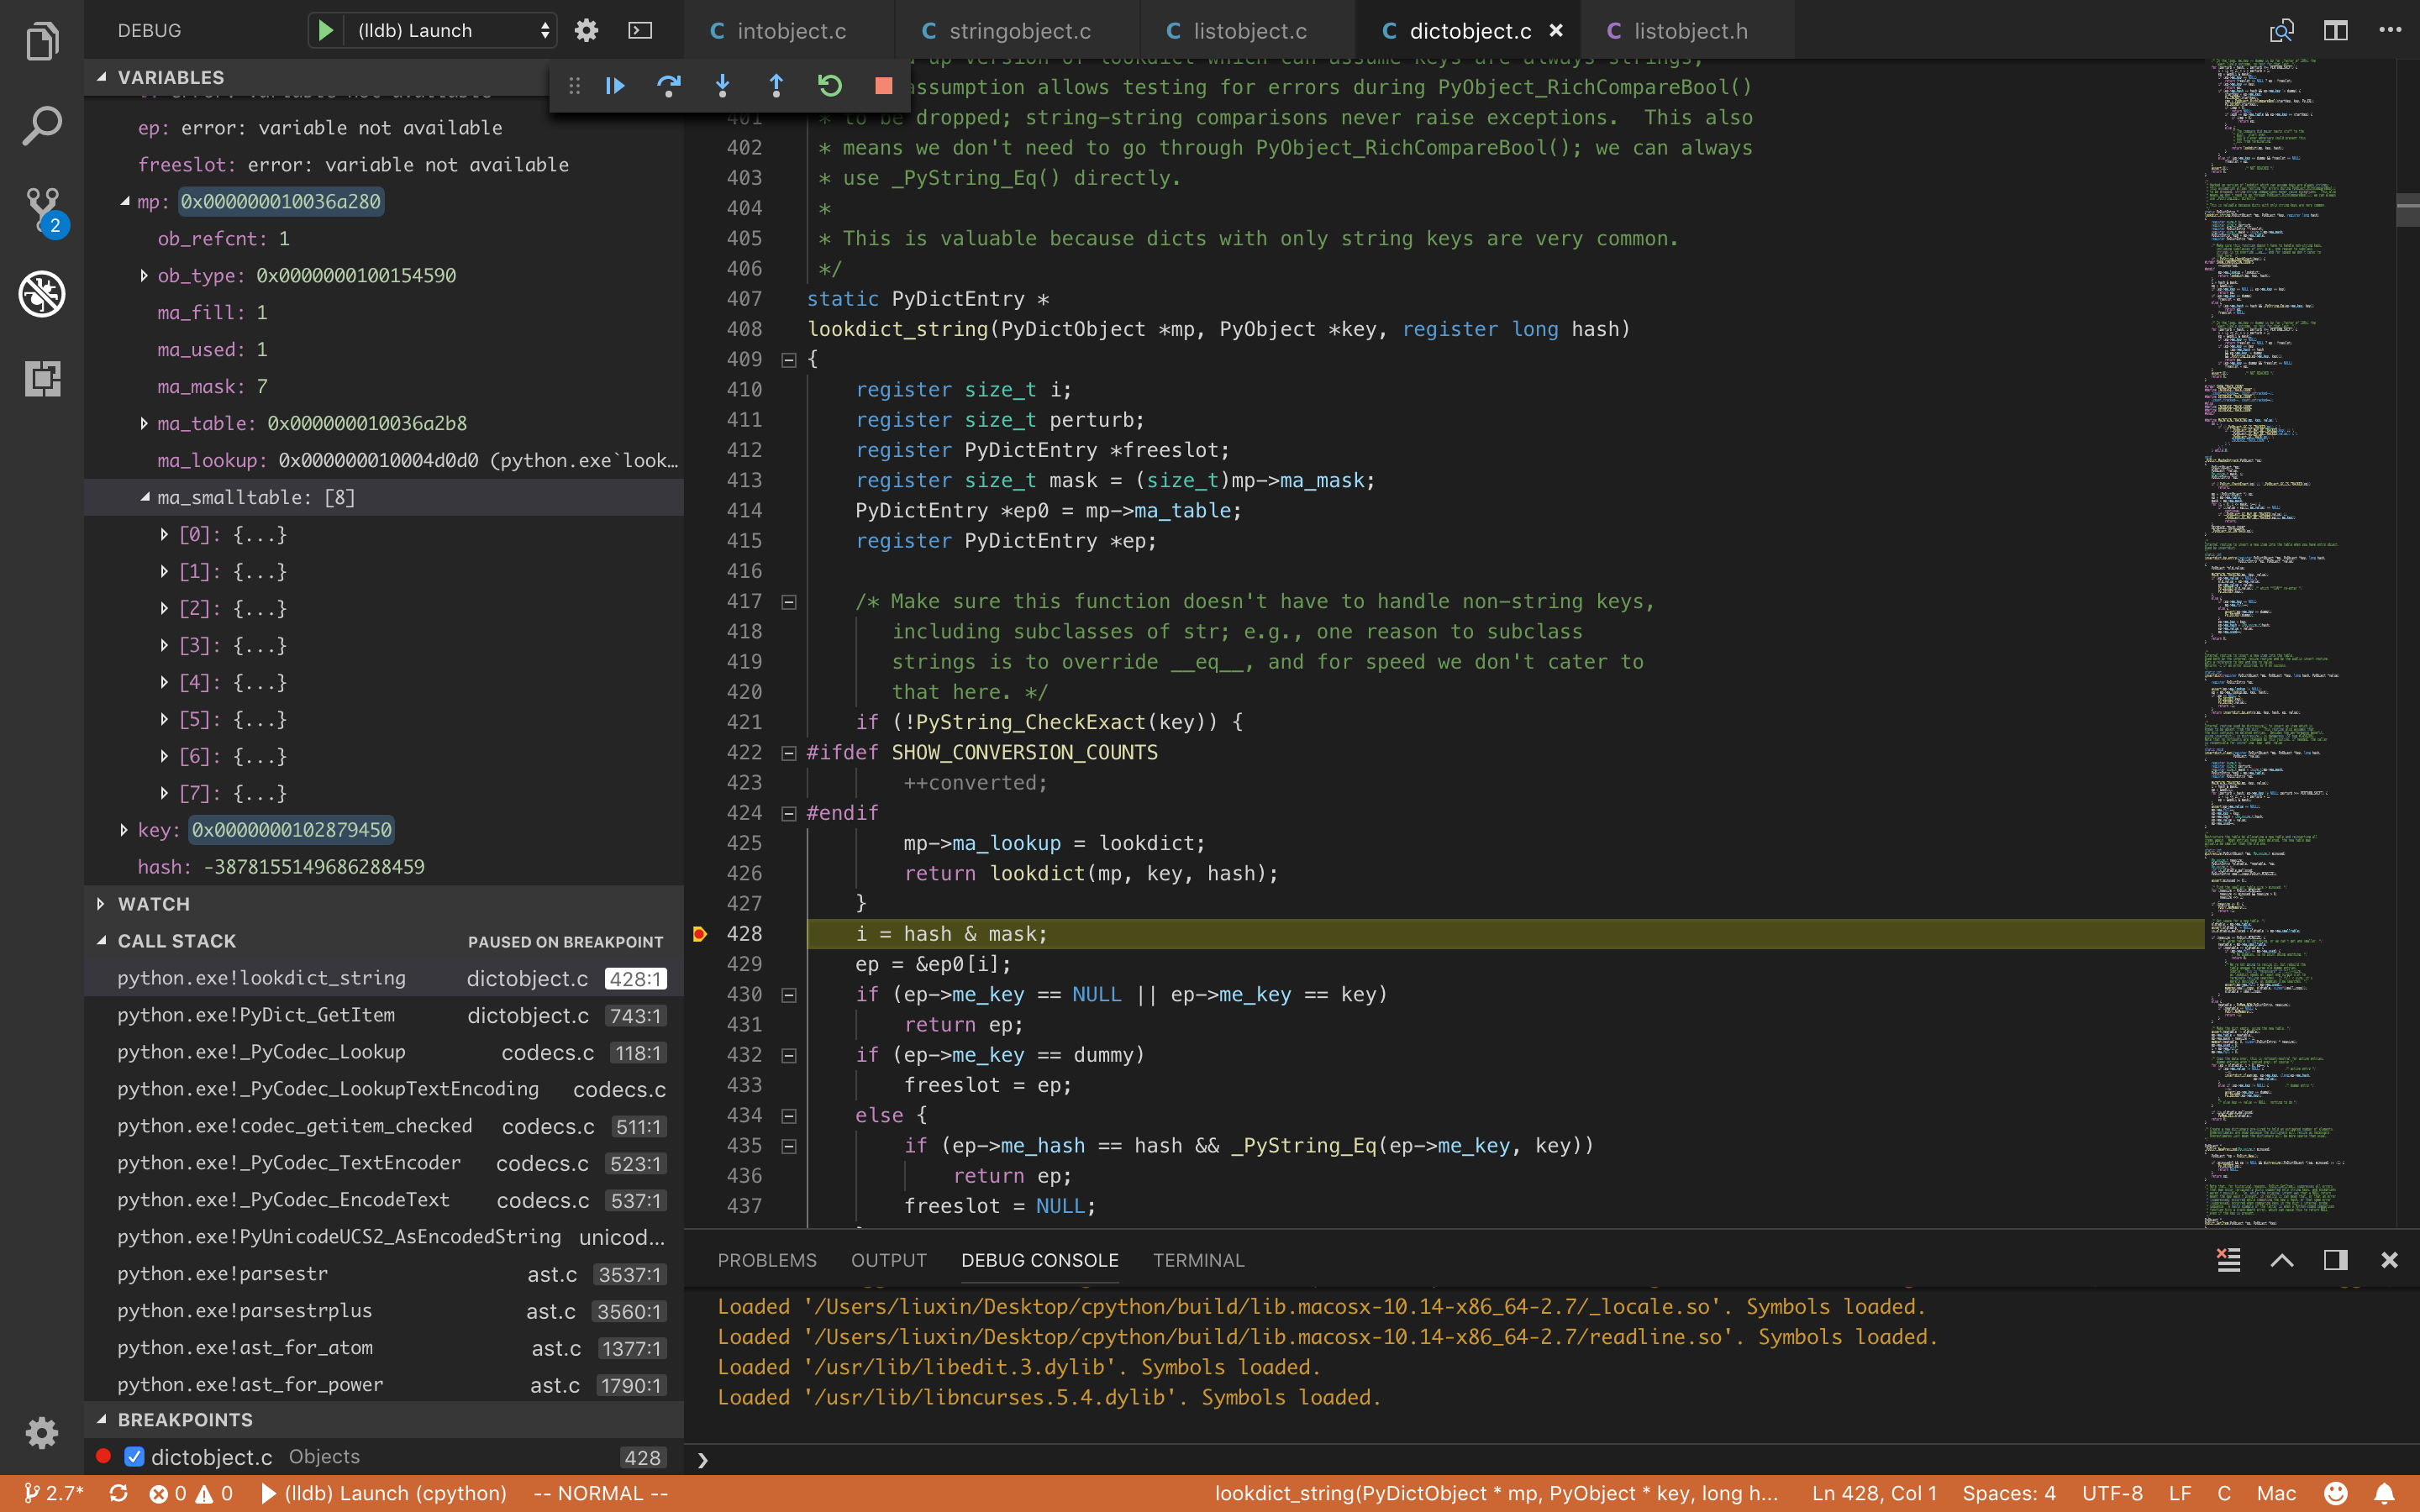 DEBUG
(lldb) Launch
intobject.c
stringobject.c
listobject.c
dictobject.c
listobject.h
VARIABLES
ep: error: variable not available
freeslot: error: variable not available
mp: 0x000000010036a280
ob_refcnt: 1
ob_type: 0x0000000100154590
ma_fill: 1
ma_used: 1
ma_mask: 7
ma_table: 0x000000010036a2b8
ma_lookup: 0x000000010004d0d0 (python.exe`look…
ma_smalltable: [8]
[0]: {...}
[1]: {...}
[2]: {...}
[3]: {...}
[4]: {...}
[5]: {...}
[6]: {...}
[7]: {...}
key: 0x0000000102879450
hash: -3878155149686288459
WATCH
CALL STACK PAUSED ON BREAKPOINT
python.exe!lookdict_string dictobject.c 428:1
python.exe!PyDict_GetItem dictobject.c 743:1
python.exe!_PyCodec_Lookup codecs.c 118:1
python.exe!_PyCodec_LookupTextEncoding codecs.c
python.exe!codec_getitem_checked codecs.c 511:1
python.exe!_PyCodec_TextEncoder codecs.c 523:1
python.exe!_PyCodec_EncodeText codecs.c 537:1
python.exe!PyUnicodeUCS2_AsEncodedString unicod...
python.exe!parsestr ast.c 3537:1
python.exe!parsestrplus ast.c 3560:1
python.exe!ast_for_atom ast.c 1377:1
python.exe!ast_for_power ast.c 1790:1
BREAKPOINTS
dictobject.c Objects 428
up version of lookdict which can assume keys are always strings;
assumption allows testing for errors during PyObject_RichCompareBool()
401 * to be dropped; string-string comparisons never raise exceptions.  This also
402 * means we don't need to go through PyObject_RichCompareBool(); we can always
403 * use _PyString_Eq() directly.
404 *
405 * This is valuable because dicts with only string keys are very common.
406 */
407 static PyDictEntry *
408 lookdict_string(PyDictObject *mp, PyObject *key, register long hash)
409 {
410 register size_t i;
411 register size_t perturb;
412 register PyDictEntry *freeslot;
413 register size_t mask = (size_t)mp->ma_mask;
414 PyDictEntry *ep0 = mp->ma_table;
415 register PyDictEntry *ep;
416
417 /* Make sure this function doesn't have to handle non-string keys,
418 including subclasses of str; e.g., one reason to subclass
419 strings is to override __eq__, and for speed we don't cater to
420 that here. */
421 if (!PyString_CheckExact(key)) {
422 #ifdef SHOW_CONVERSION_COUNTS
423 ++converted;
424 #endif
425 mp->ma_lookup = lookdict;
426 return lookdict(mp, key, hash);
427 }
428 i = hash & mask;
429 ep = &ep0[i];
430 if (ep->me_key == NULL || ep->me_key == key)
431 return ep;
432 if (ep->me_key == dummy)
433 freeslot = ep;
434 else {
435 if (ep->me_hash == hash && _PyString_Eq(ep->me_key, key))
436 return ep;
437 freeslot = NULL;
PROBLEMS OUTPUT DEBUG CONSOLE TERMINAL
Loaded '/Users/liuxin/Desktop/cpython/build/lib.macosx-10.14-x86_64-2.7/_locale.so'. Symbols loaded.
Loaded '/Users/liuxin/Desktop/cpython/build/lib.macosx-10.14-x86_64-2.7/readline.so'. Symbols loaded.
Loaded '/usr/lib/libedit.3.dylib'. Symbols loaded.
Loaded '/usr/lib/libncurses.5.4.dylib'. Symbols loaded.
2
2.7* 0 0 (lldb) Launch (cpython) -- NORMAL -- lookdict_string(PyDictObject * mp, PyObject * key, long h... Ln 428, Col 1 Spaces: 4 UTF-8 LF C Mac